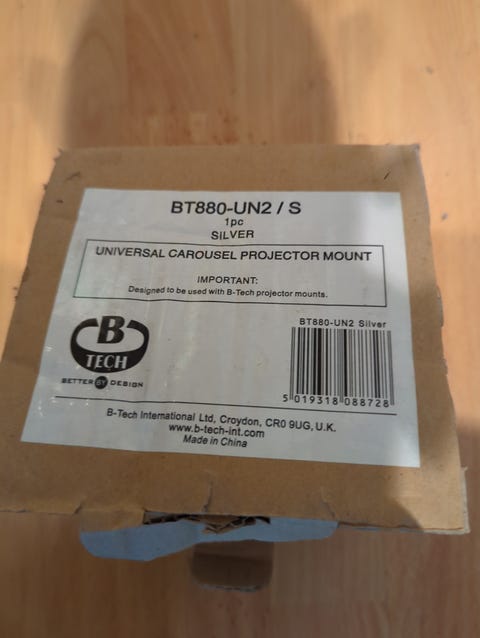 BT880-UN2 / S
1pc
SILVER
UNIVERSAL CAROUSEL PROJECTOR MOUNT
IMPORTANT:
Designed to be used with B-Tech projector mounts.
B
TECH
BETTER BY DESIGN
BT880-UN2 Silver
5 019318 088728
B-Tech International Ltd, Croydon, CR0 9UG, U.K.
www.b-tech-int.com
Made in China